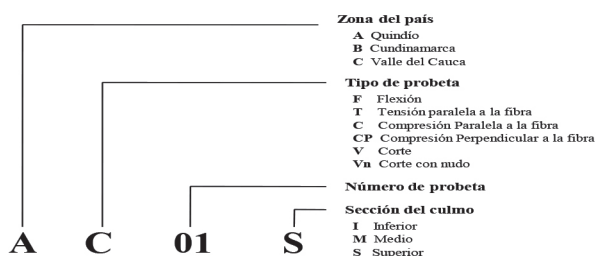 Zona del país
A Quindío
B Cundinamarca
C Valle del Cauca
Tipo de probeta
F Flexión
T Tensión paralela a la fibra
C Compresión Paralela a la fibra
CP Compresión Perpendicular a la fibra
V Corte
Vn Corte con nudo
Número de probeta
Sección del culmo
I Inferior
M Medio
S Superior
A C 01 S